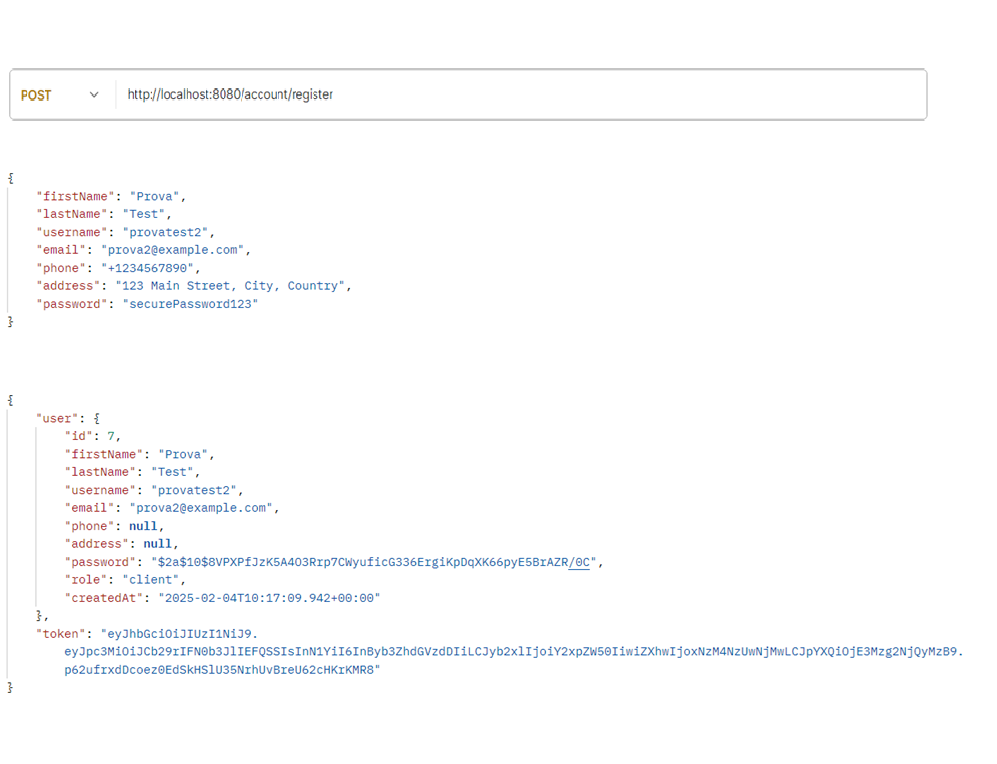 POST http://localhost:8080/account/register
{
"firstName": "Prova",
"lastName": "Test",
"username": "provatest2",
"email": "prova2@example.com",
"phone": "+1234567890",
"address": "123 Main Street, City, Country",
"password": "securePassword123"
}
{
"user": {
"id": 7,
"firstName": "Prova",
"lastName": "Test",
"username": "provatest2",
"email": "prova2@example.com",
"phone": null,
"address": null,
"password": "$2a$10$8VPXPfJzK5A4O3Rrp7CWyuficG336ErgiKpDqXK66pyE5BrAZR/0C",
"role": "client",
"createdAt": "2025-02-04T10:17:09.942+00:00"
},
"token": "eyJhbGciOiJIUzI1NiJ9.
eyJpc3MiOiJCb29rIFN0b3JlIEFQSSIsInN1YiI6InByb3ZhdGVzdDIiLCJyb2xlIjoiY2xpZW50IiwiZXhwIjoxNzM4NzUwNjMwLCJpYXQiOjE3Mzg2NjQyMzB9.
p62ufrxdDcoez0EdSkHSlU35NrhUvBreU62cHKrKMR8"
}